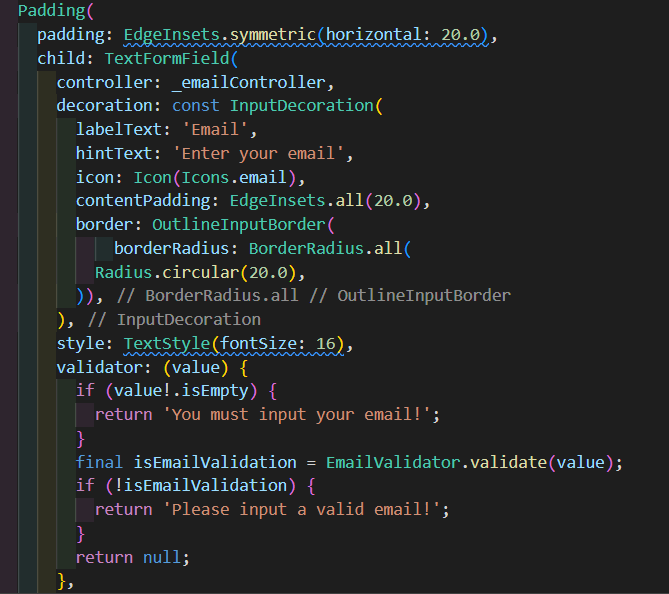 Padding(
  padding: EdgeInsets.symmetric(horizontal: 20.0),
  child: TextFormField(
    controller: _emailController,
    decoration: const InputDecoration(
      labelText: 'Email',
      hintText: 'Enter your email',
      icon: Icon(Icons.email),
      contentPadding: EdgeInsets.all(20.0),
      border: OutlineInputBorder(
          borderRadius: BorderRadius.all(
        Radius.circular(20.0),
      )), // BorderRadius.all // OutlineInputBorder
    ), // InputDecoration
    style: TextStyle(fontSize: 16),
    validator: (value) {
      if (value!.isEmpty) {
        return 'You must input your email!';
      }
      final isEmailValidation = EmailValidator.validate(value);
      if (!isEmailValidation) {
        return 'Please input a valid email!';
      }
      return null;
    },